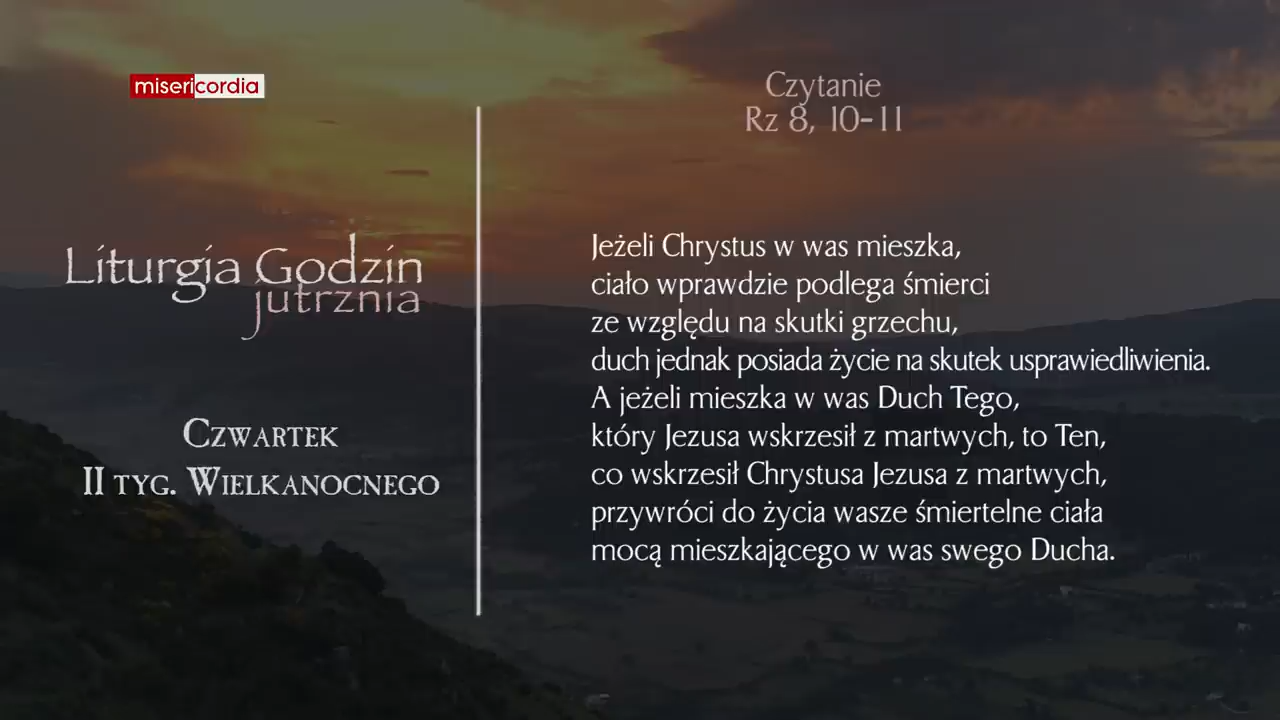 misericordia
Liturgia Godzin
jutrznia
Czwartek
II tyg. Wielkanocnego
Czytanie
Rz 8, 10-11
Jeżeli Chrystus w was mieszka,
ciało wprawdzie podlega śmierci
ze względu na skutki grzechu,
duch jednak posiada życie na skutek usprawiedliwienia.
A jeżeli mieszka w was Duch Tego,
który Jezusa wskrzesił z martwych, to Ten,
co wskrzesił Chrystusa Jezusa z martwych,
przywróci do życia wasze śmiertelne ciała
mocą mieszkającego w was swego Ducha.